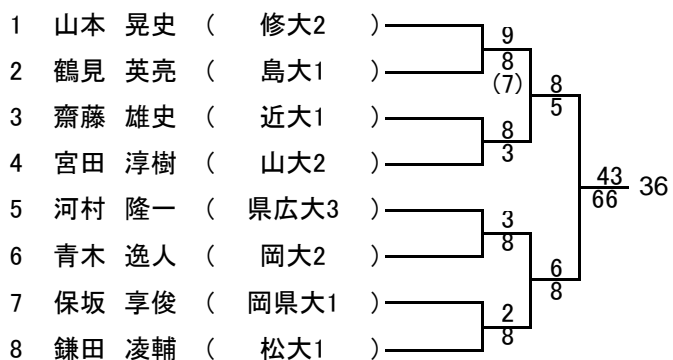 1 山本 晃史 ( 修大2 )
2 鶴見 英亮 ( 島大1 )
3 齋藤 雄史 ( 近大1 )
4 宮田 淳樹 ( 山大2 )
5 河村 隆一 ( 県広大3 )
6 青木 逸人 ( 岡大2 )
7 保坂 享俊 ( 岡県大1 )
8 鎌田 凌輔 ( 松大1 )
9
8
(7)
8
3
3
8
2
8
8
5
6
8
43
66
36